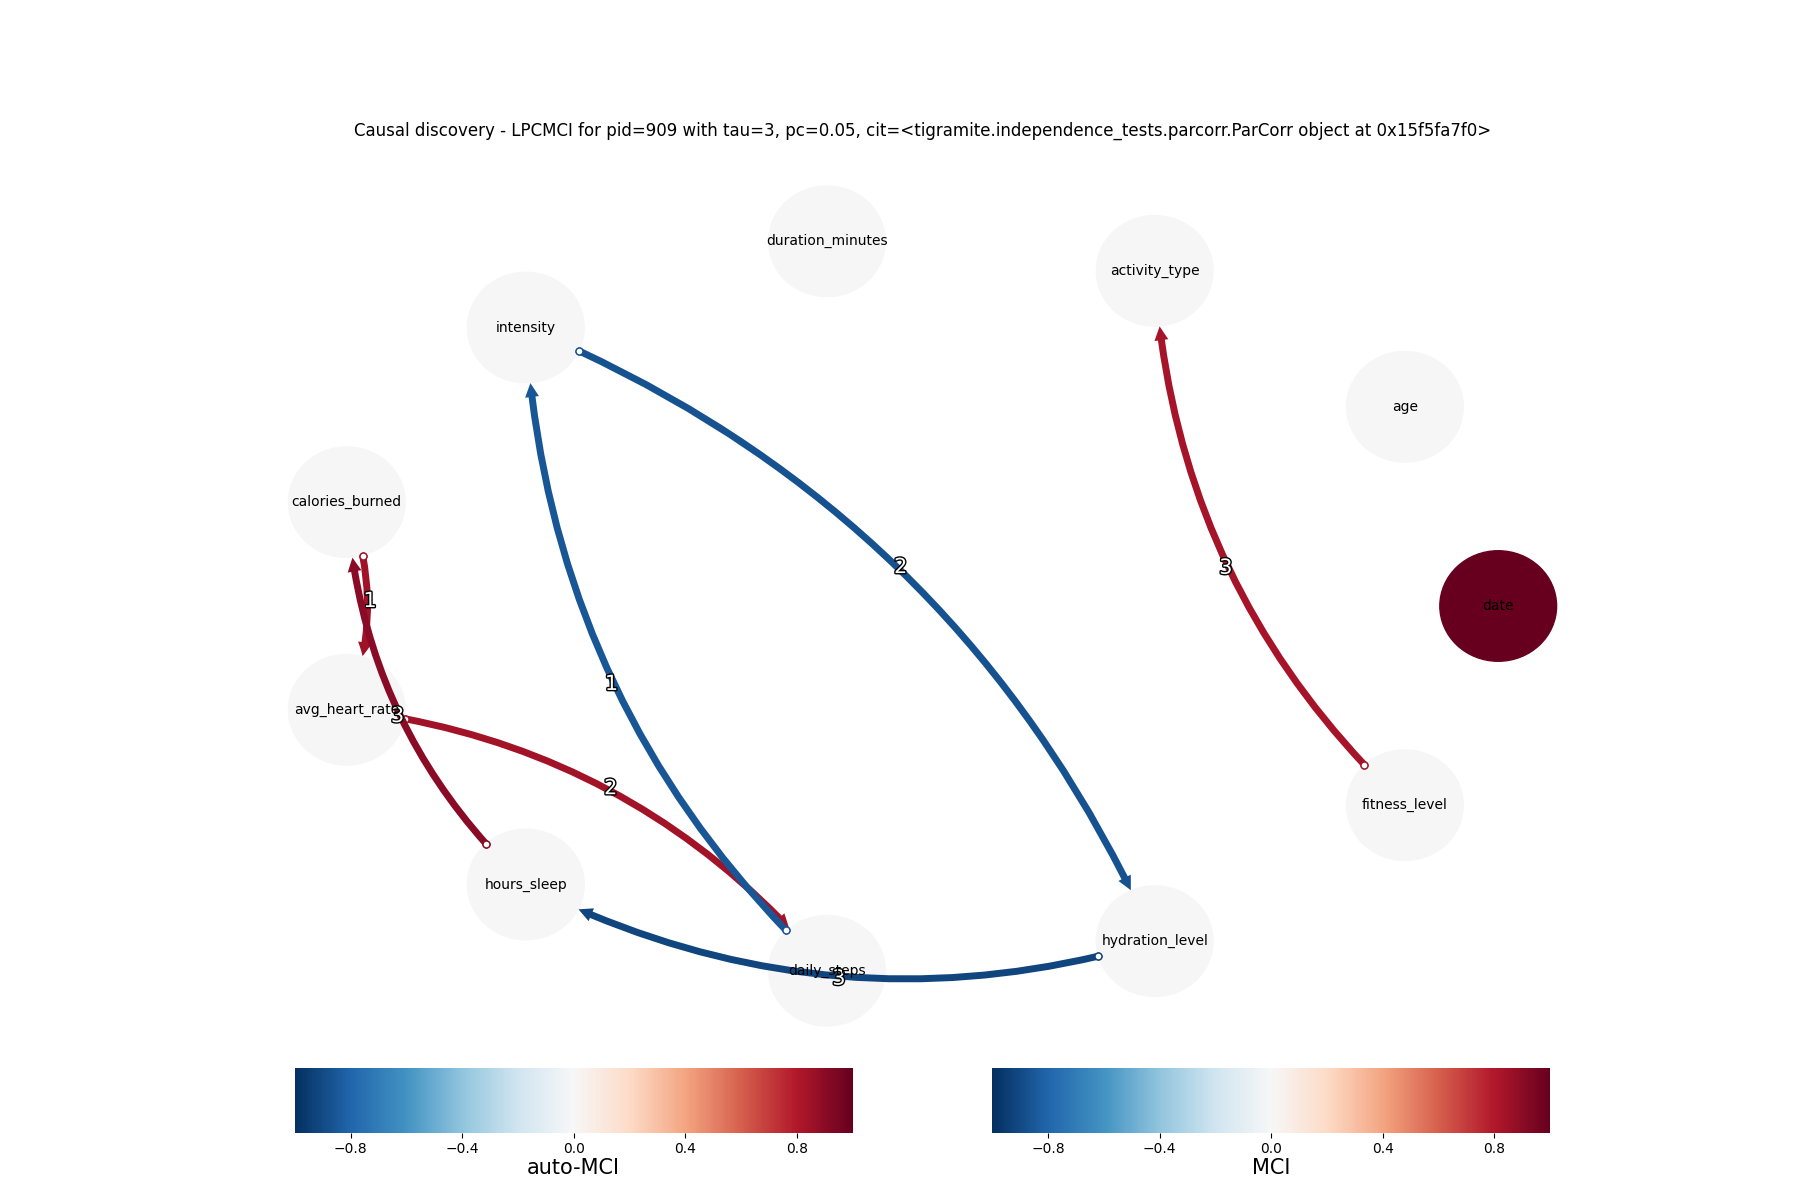 Causal discovery - LPCMCI for pid=909 with tau=3, pc=0.05, cit=<tigramite.independence_tests.parcorr.ParCorr object at 0x15f5fa7f0>
duration_minutes
activity_type
intensity
age
calories_burned
2
3
1
date
1
avg_heart_rate
3
2
fitness_level
hours_sleep
hydration_level
daily_steps
3
−0.8 −0.4 0.0 0.4 0.8
auto-MCI
−0.8 −0.4 0.0 0.4 0.8
MCI